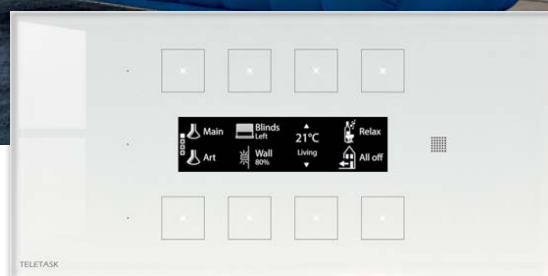 Main
Blinds
Left
21°C
Relax
Art
Wall
80%
Living
All off
TELETASK